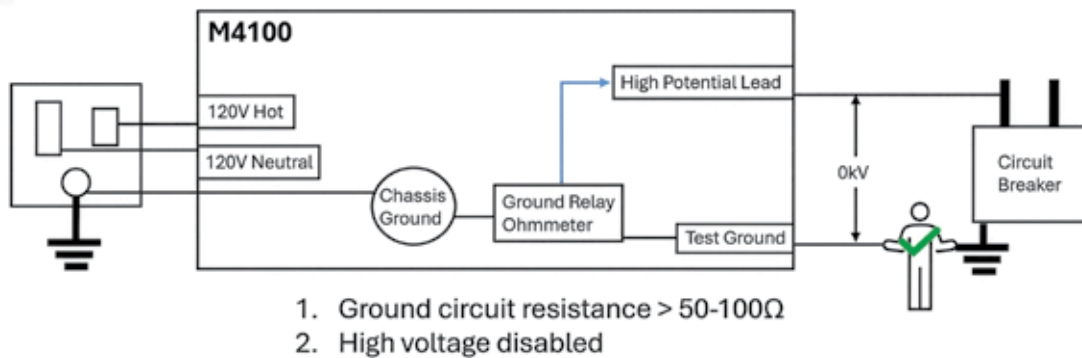 M4100
High Potential Lead
120V Hot
120V Neutral
Chassis
Ground
Ground Relay
Ohmmeter
Test Ground
0kV
Circuit
Breaker
1. Ground circuit resistance > 50-100Ω
2. High voltage disabled